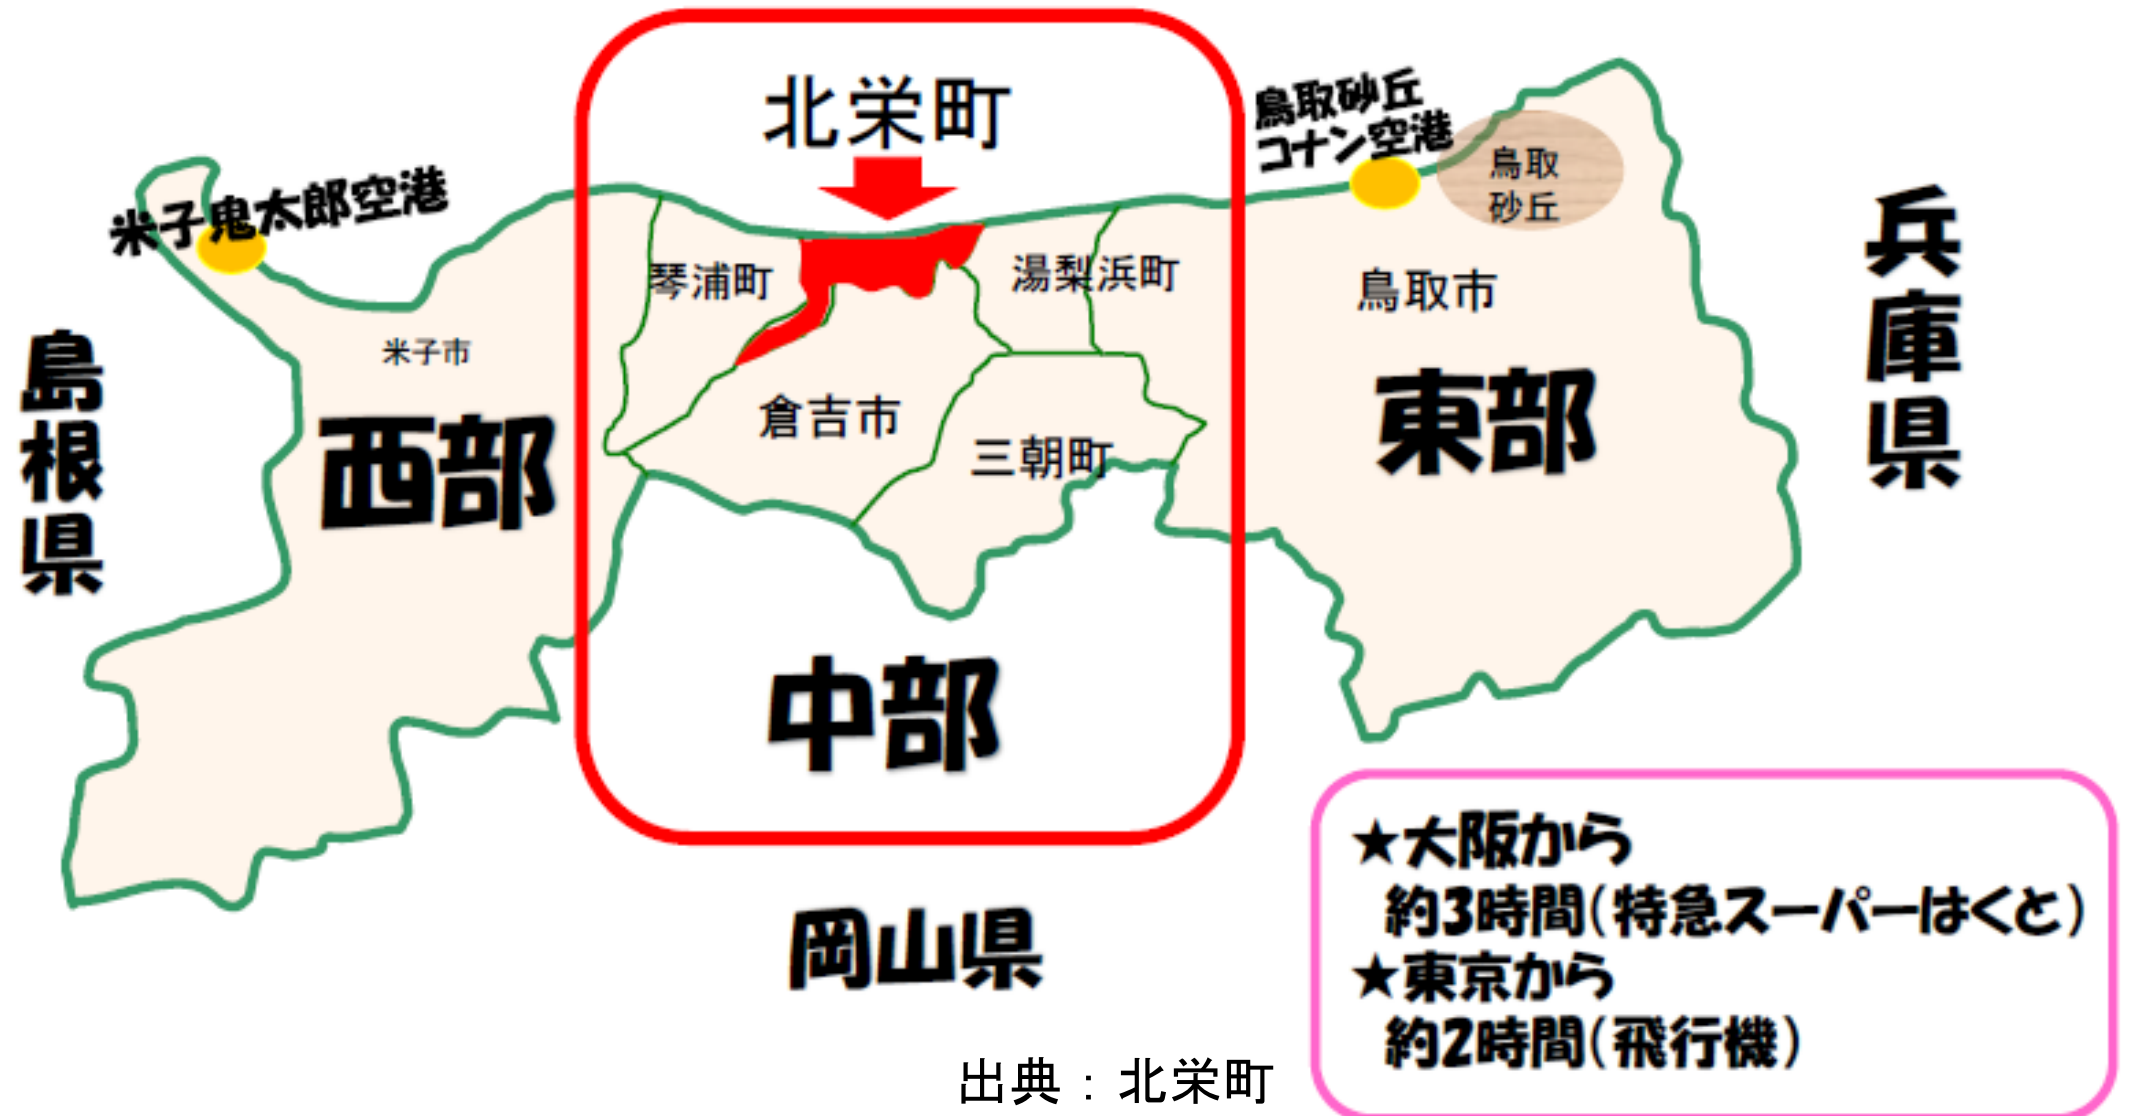 北栄町
鳥取砂丘
コナン空港
鳥取
砂丘
米子鬼太郎空港
琴浦町
湯梨浜町
鳥取市
兵庫県
島根県
米子市
西部
倉吉市
三朝町
東部
中部
岡山県
★大阪から
約3時間(特急スーパーはくと)
★東京から
約2時間(飛行機)
出典：北栄町